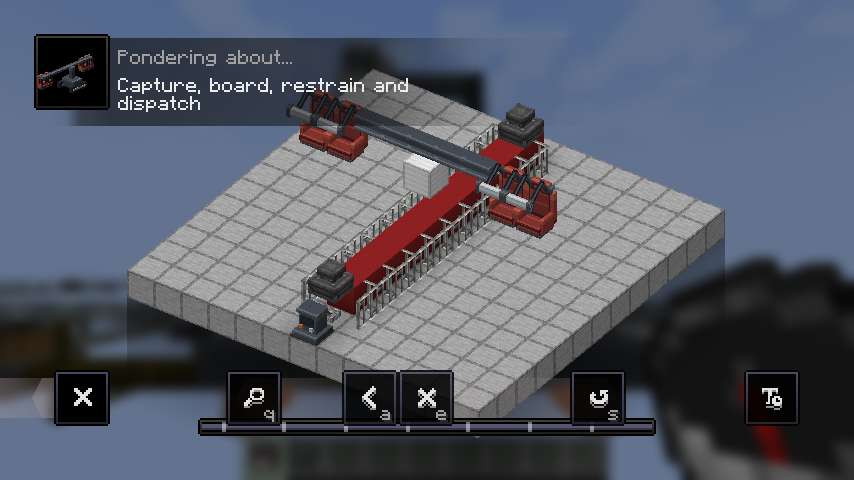 Pondering about...
Capture, board, restrain and
dispatch
q
a
e
s